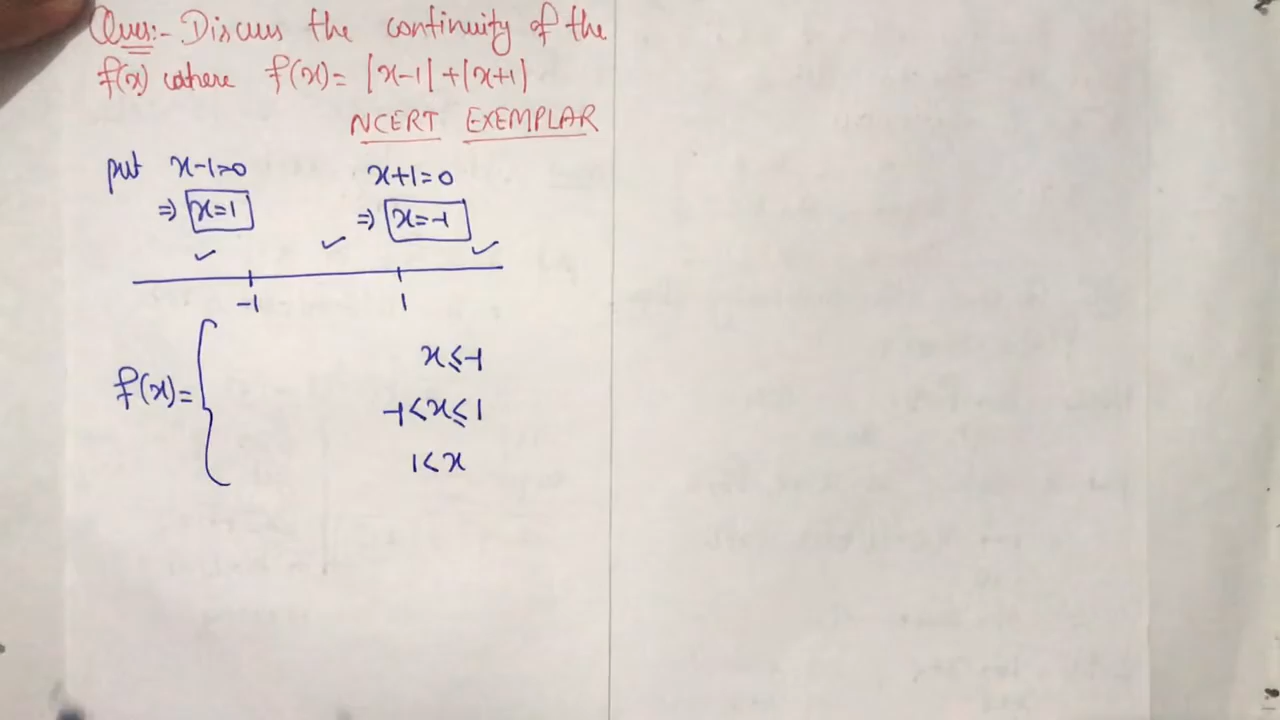 Ques:- Discuss the continuity of the
f(x) where f(x)= |x-1|+|x+1|
NCERT EXEMPLAR
put x-1=0 x+1=0
⇒ x=1 ⇒ x=-1
-1 1
f(x)=
x≤-1
-1<x≤1
1<x